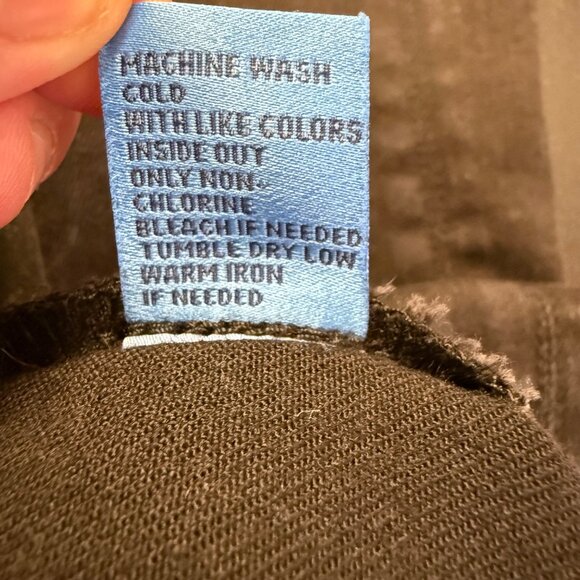 MACHINE WASH
COLD
WITH LIKE COLORS
INSIDE OUT
ONLY NON-
CHLORINE
BLEACH IF NEEDED
TUMBLE DRY LOW
WARM IRON
IF NEEDED